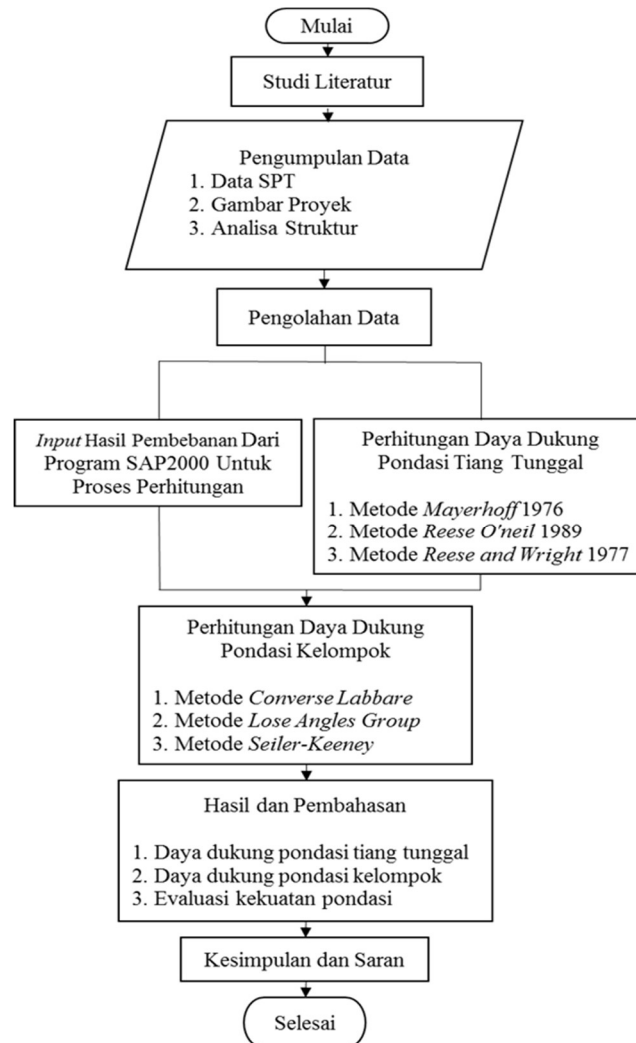 Mulai
Studi Literatur
Pengumpulan Data
1. Data SPT
2. Gambar Proyek
3. Analisa Struktur
Pengolahan Data
Input Hasil Pembebanan Dari
Program SAP2000 Untuk
Proses Perhitungan
Perhitungan Daya Dukung
Pondasi Tiang Tunggal
1. Metode Mayerhoff 1976
2. Metode Reese O'neil 1989
3. Metode Reese and Wright 1977
Perhitungan Daya Dukung
Pondasi Kelompok
1. Metode Converse Labbare
2. Metode Lose Angles Group
3. Metode Seiler-Keeney
Hasil dan Pembahasan
1. Daya dukung pondasi tiang tunggal
2. Daya dukung pondasi kelompok
3. Evaluasi kekuatan pondasi
Kesimpulan dan Saran
Selesai